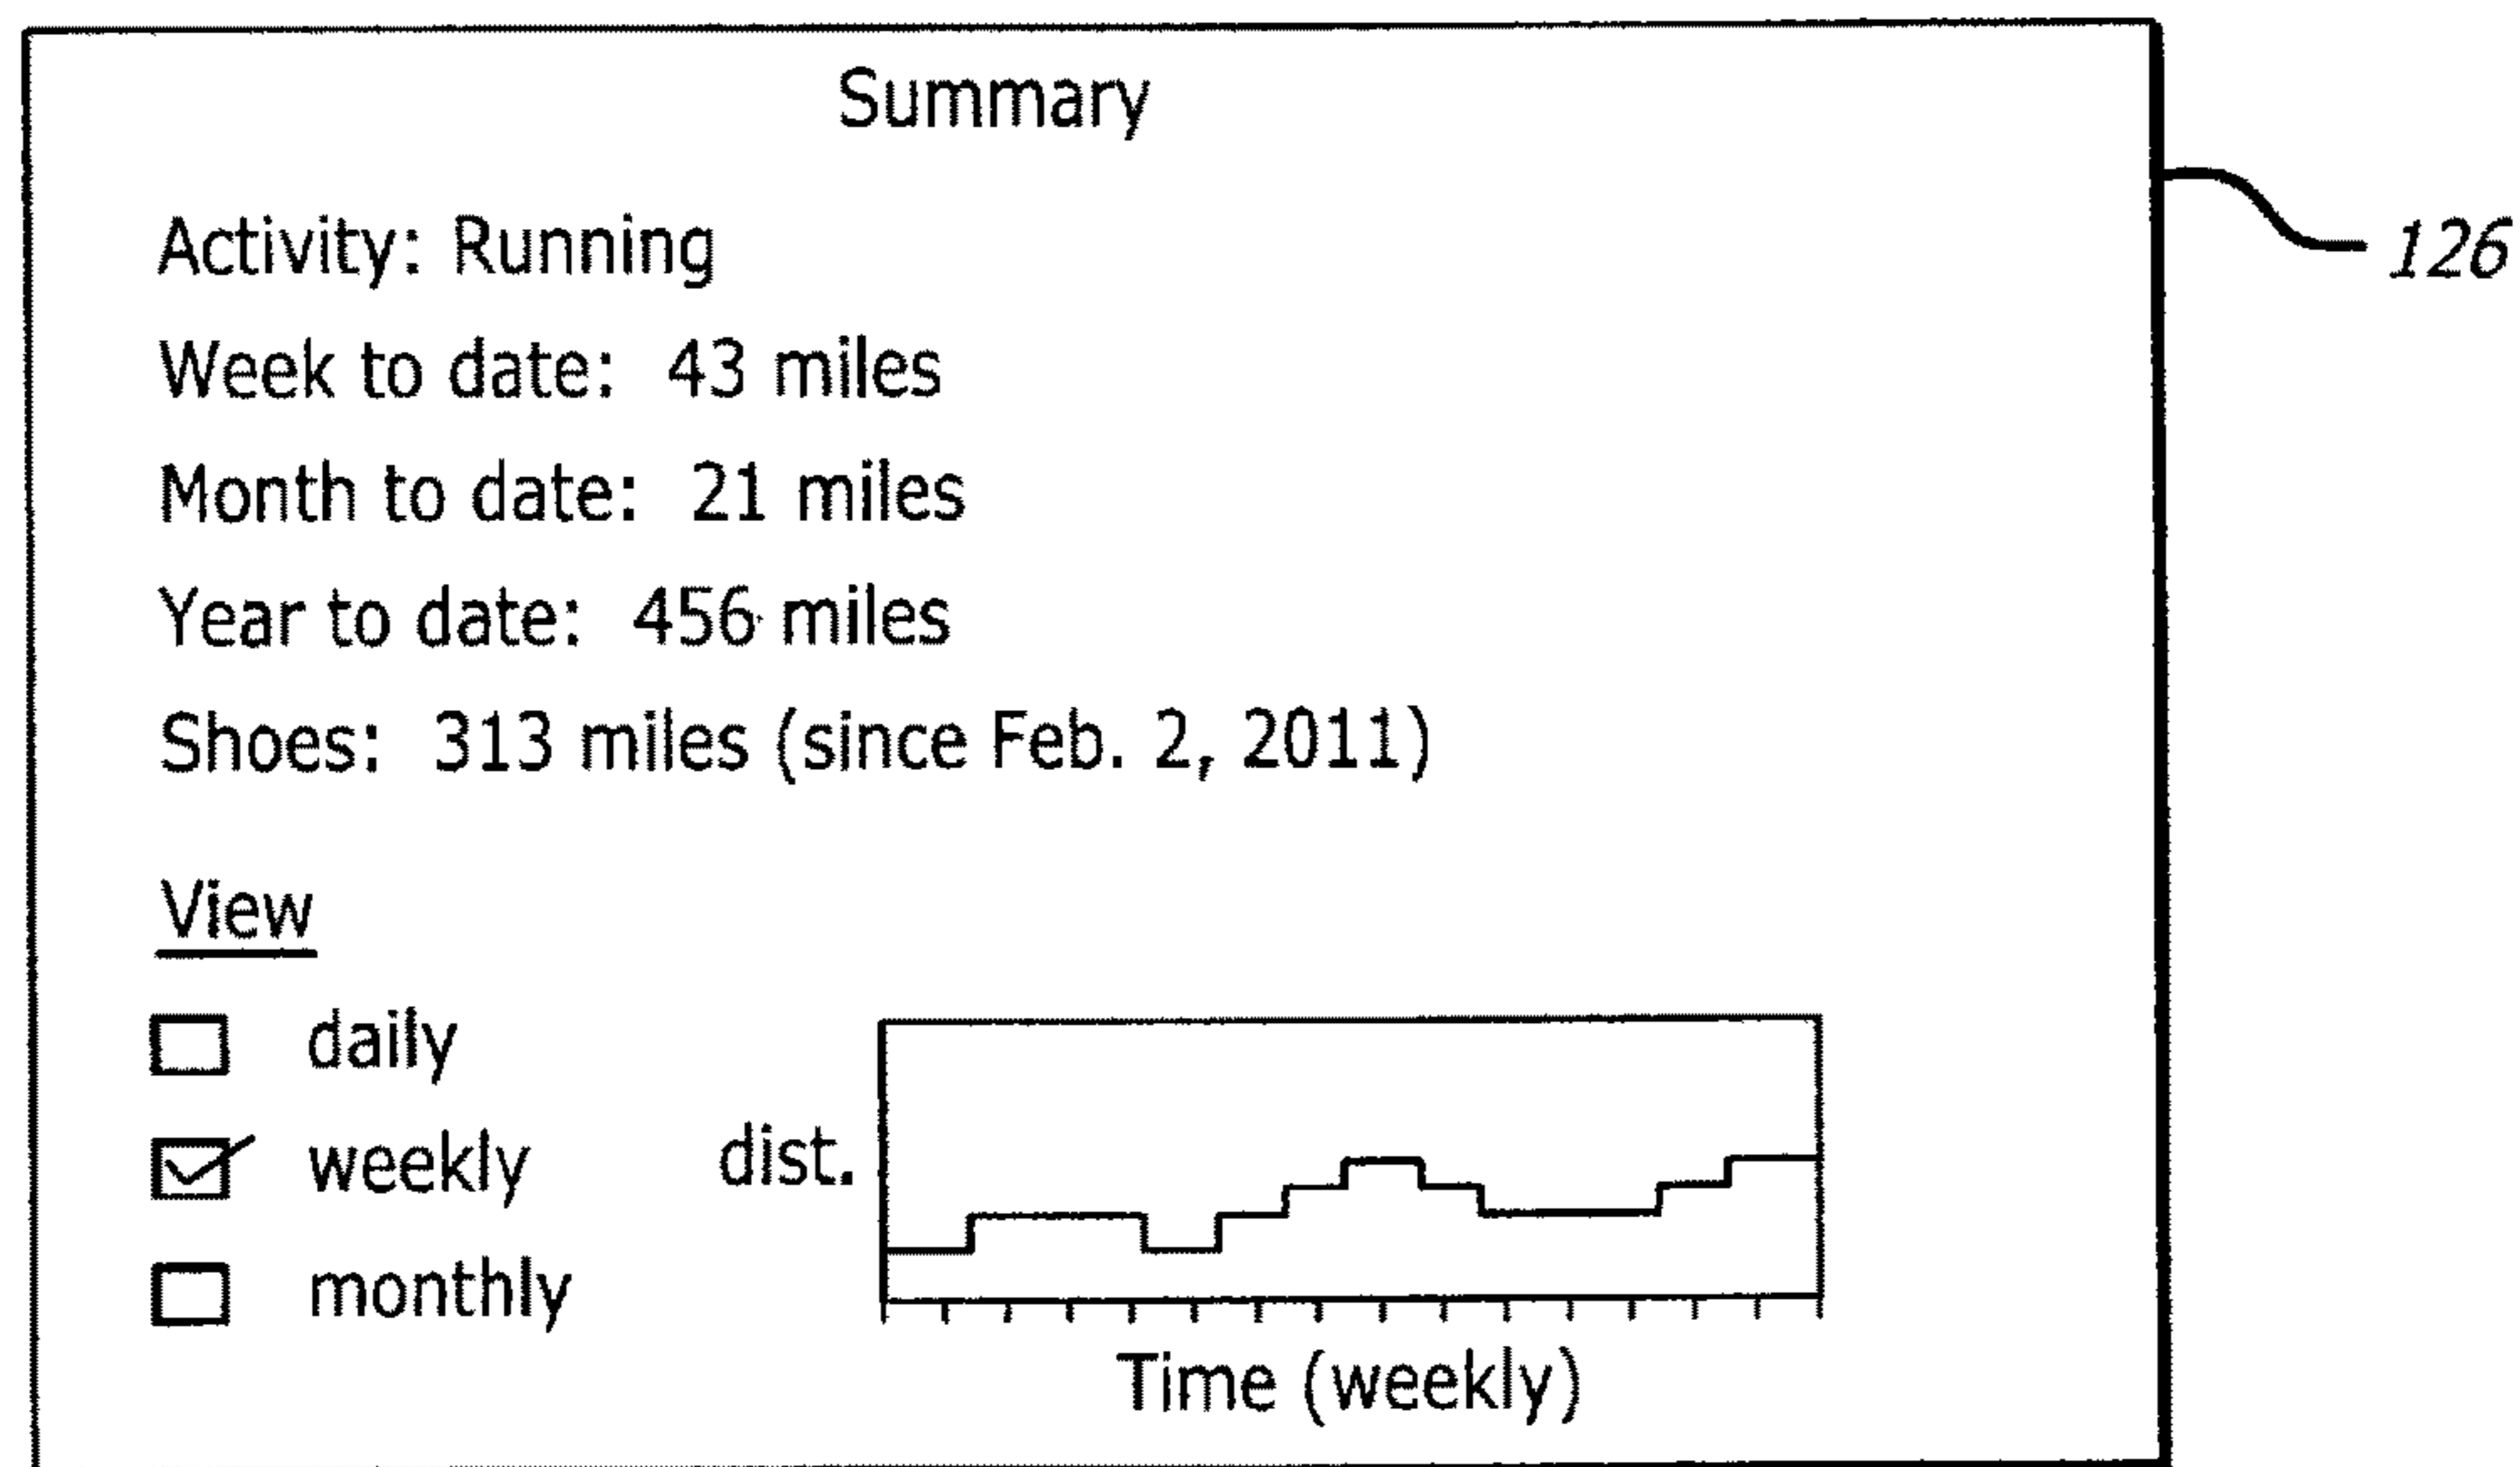 Summary
126
Activity: Running
Week to date: 43 miles
Month to date: 21 miles
Year to date: 456 miles
Shoes: 313 miles (since Feb. 2, 2011)
View
daily
weekly
monthly
dist.
Time (weekly)